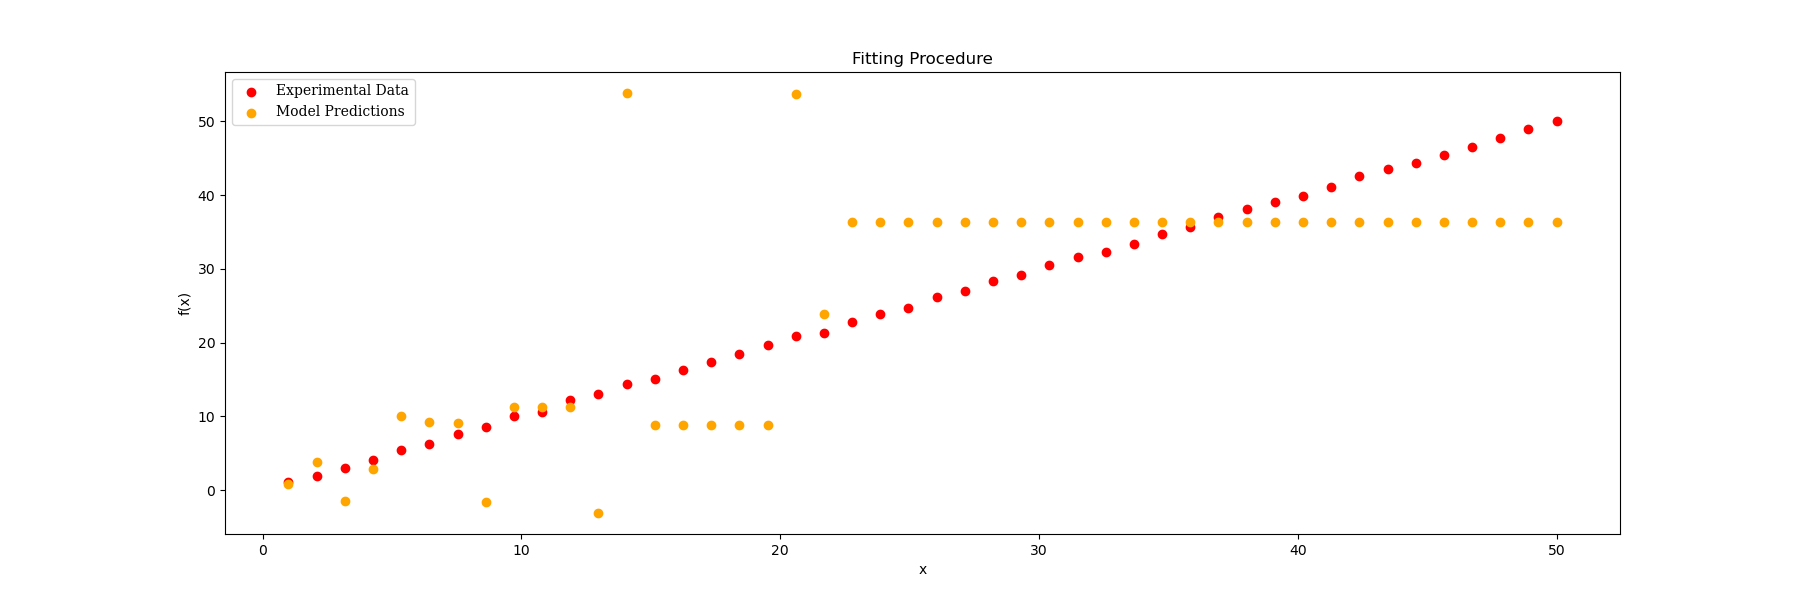 Fitting Procedure
Experimental Data
Model Predictions
f(x)
50
40
30
20
10
0
0 10 20 30 40 50
x